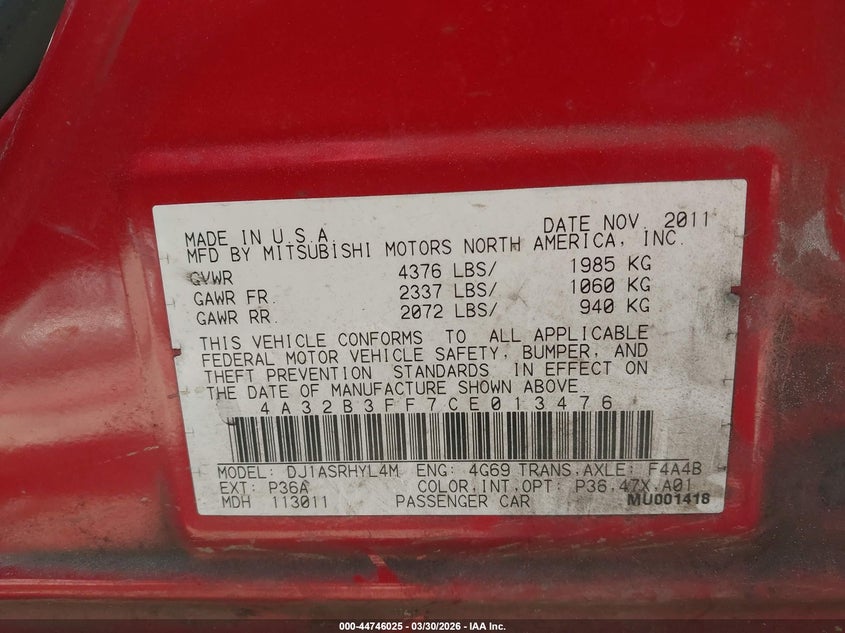 MADE IN U.S.A. DATE NOV. 2011
MFD BY MITSUBISHI MOTORS NORTH AMERICA, INC.
GVWR 4376 LBS/ 1985 KG
GAWR FR. 2337 LBS/ 1060 KG
GAWR RR. 2072 LBS/ 940 KG
THIS VEHICLE CONFORMS TO ALL APPLICABLE
FEDERAL MOTOR VEHICLE SAFETY, BUMPER, AND
THEFT PREVENTION STANDARDS IN EFFECT ON
THE DATE OF MANUFACTURE SHOWN ABOVE
4A32B3FF7CE013476
MODEL: DJ1ASRHYL4M ENG: 4G69 TRANS.AXLE: F4A4B
EXT: P36A COLOR,INT,OPT: P36,47X,A01
MDH 113011 PASSENGER CAR MU001418
000-44746025 | 03/30/2026 – IAA Inc.